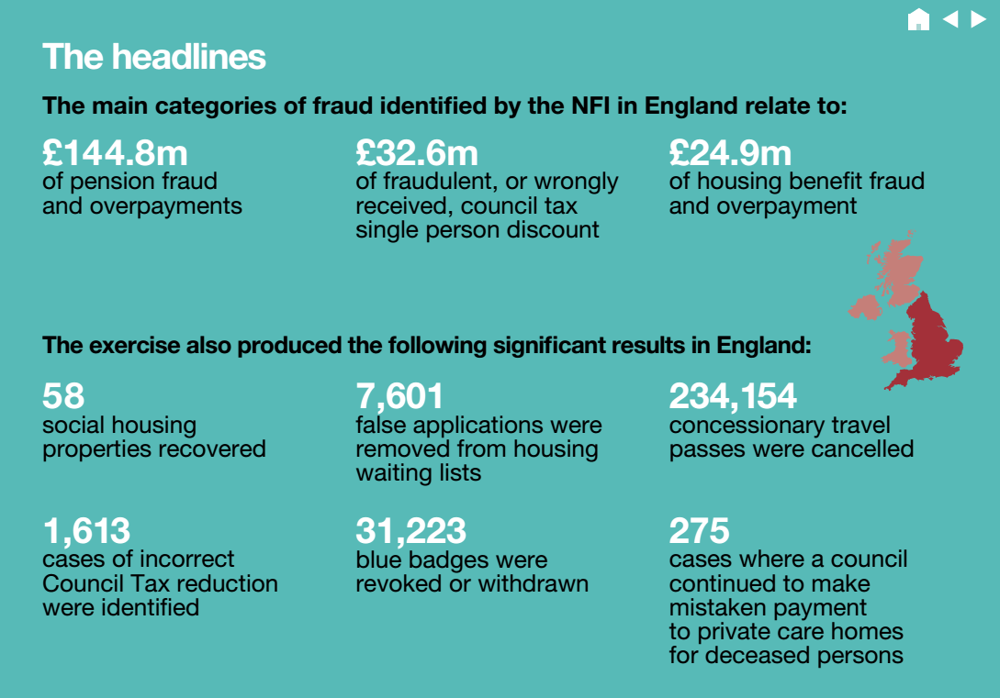 The headlines
The main categories of fraud identified by the NFI in England relate to:
£144.8m
of pension fraud
and overpayments
£32.6m
of fraudulent, or wrongly
received, council tax
single person discount
£24.9m
of housing benefit fraud
and overpayment
The exercise also produced the following significant results in England:
58
social housing
properties recovered
7,601
false applications were
removed from housing
waiting lists
234,154
concessionary travel
passes were cancelled
1,613
cases of incorrect
Council Tax reduction
were identified
31,223
blue badges were
revoked or withdrawn
275
cases where a council
continued to make
mistaken payment
to private care homes
for deceased persons